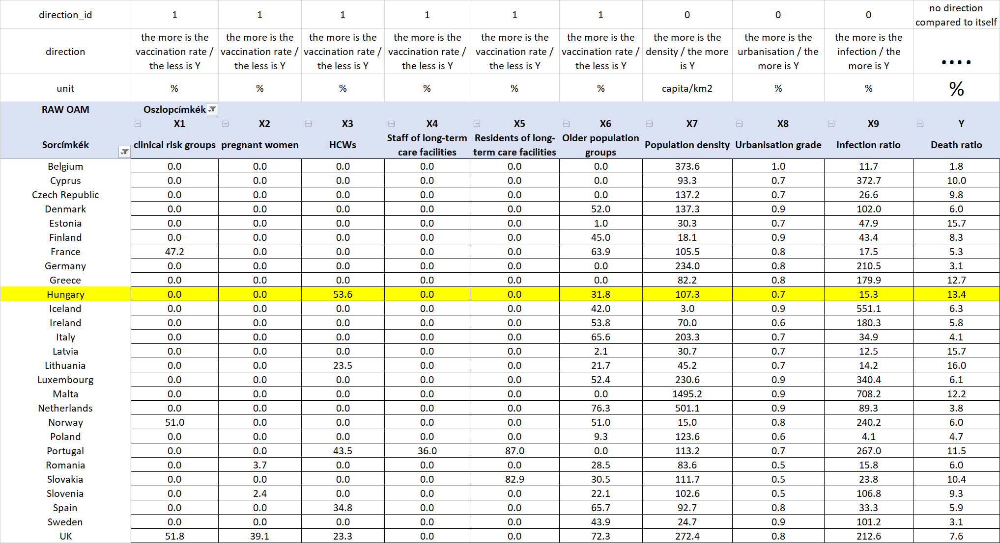 direction_id 1 1 1 1 1 1 0 0 0 no direction compared to itself
direction the more is the vaccination rate / the less is Y the more is the vaccination rate / the less is Y the more is the vaccination rate / the less is Y the more is the vaccination rate / the less is Y the more is the vaccination rate / the less is Y the more is the vaccination rate / the less is Y the more is the density / the more is Y the more is the urbanisation / the more is Y the more is the infection / the more is Y ....
unit % % % % % % capita/km2 % % %
RAW OAM Oszlopcímkék
X1 X2 X3 X4 X5 X6 X7 X8 X9 Y
Sorcímkék clinical risk groups pregnant women HCWs Staff of long-term care facilities Residents of long-term care facilities Older population groups Population density Urbanisation grade Infection ratio Death ratio
Belgium 0.0 0.0 0.0 0.0 0.0 0.0 373.6 1.0 11.7 1.8
Cyprus 0.0 0.0 0.0 0.0 0.0 0.0 93.3 0.7 372.7 10.0
Czech Republic 0.0 0.0 0.0 0.0 0.0 0.0 137.2 0.7 26.6 9.8
Denmark 0.0 0.0 0.0 0.0 0.0 52.0 137.3 0.9 102.0 6.0
Estonia 0.0 0.0 0.0 0.0 0.0 1.0 30.3 0.7 47.9 15.7
Finland 0.0 0.0 0.0 0.0 0.0 45.0 18.1 0.9 43.4 8.3
France 47.2 0.0 0.0 0.0 0.0 63.9 105.5 0.8 17.5 5.3
Germany 0.0 0.0 0.0 0.0 0.0 0.0 234.0 0.8 210.5 3.1
Greece 0.0 0.0 0.0 0.0 0.0 0.0 82.2 0.8 179.9 12.7
Hungary 0.0 0.0 53.6 0.0 0.0 31.8 107.3 0.7 15.3 13.4
Iceland 0.0 0.0 0.0 0.0 0.0 42.0 3.0 0.9 551.1 6.3
Ireland 0.0 0.0 0.0 0.0 0.0 53.8 70.0 0.6 180.3 5.8
Italy 0.0 0.0 0.0 0.0 0.0 65.6 203.3 0.7 34.9 4.1
Latvia 0.0 0.0 0.0 0.0 0.0 2.1 30.7 0.7 12.5 15.7
Lithuania 0.0 0.0 23.5 0.0 0.0 21.7 45.2 0.7 14.2 16.0
Luxembourg 0.0 0.0 0.0 0.0 0.0 52.4 230.6 0.9 340.4 6.1
Malta 0.0 0.0 0.0 0.0 0.0 0.0 1495.2 0.9 708.2 12.2
Netherlands 0.0 0.0 0.0 0.0 0.0 76.3 501.1 0.9 89.3 3.8
Norway 51.0 0.0 0.0 0.0 0.0 51.0 15.0 0.8 240.2 6.0
Poland 0.0 0.0 0.0 0.0 0.0 9.3 123.6 0.6 4.1 4.7
Portugal 0.0 0.0 43.5 36.0 87.0 0.0 113.2 0.7 267.0 11.5
Romania 0.0 3.7 0.0 0.0 0.0 28.5 83.6 0.5 15.8 6.0
Slovakia 0.0 0.0 0.0 0.0 82.9 30.5 111.7 0.5 23.8 10.4
Slovenia 0.0 2.4 0.0 0.0 0.0 22.1 102.6 0.5 106.8 9.3
Spain 0.0 0.0 34.8 0.0 0.0 65.7 92.7 0.8 33.3 5.9
Sweden 0.0 0.0 0.0 0.0 0.0 43.9 24.7 0.9 101.2 3.1
UK 51.8 39.1 23.3 0.0 0.0 72.3 272.4 0.8 212.6 7.6